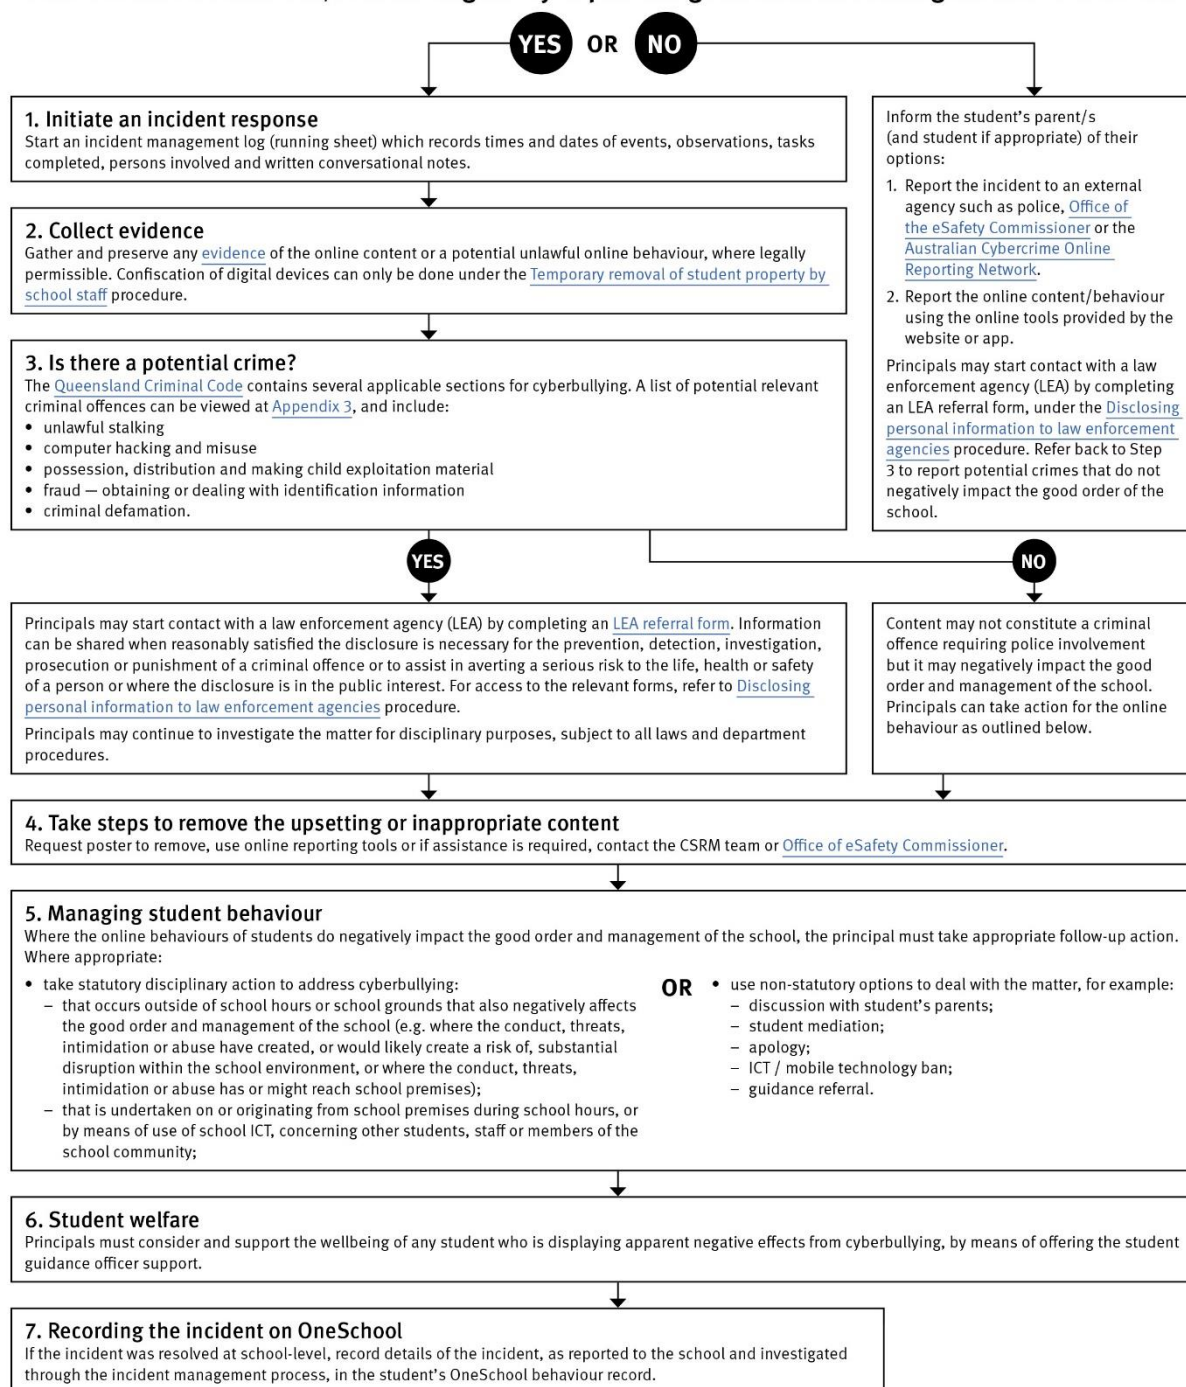 YES OR NO
1. Initiate an incident response
Start an incident management log (running sheet) which records times and dates of events, observations, tasks
completed, persons involved and written conversational notes.
2. Collect evidence
Gather and preserve any evidence of the online content or a potential unlawful online behaviour, where legally
permissible. Confiscation of digital devices can only be done under the Temporary removal of student property by
school staff procedure.
3. Is there a potential crime?
The Queensland Criminal Code contains several applicable sections for cyberbullying. A list of potential relevant
criminal offences can be viewed at Appendix 3, and include:
• unlawful stalking
• computer hacking and misuse
• possession, distribution and making child exploitation material
• fraud — obtaining or dealing with identification information
• criminal defamation.
Inform the student's parent/s
(and student if appropriate) of their
options:
1. Report the incident to an external
agency such as police, Office of
the eSafety Commissioner or the
Australian Cybercrime Online
Reporting Network.
2. Report the online content/behaviour
using the online tools provided by the
website or app.
Principals may start contact with a law
enforcement agency (LEA) by completing
an LEA referral form, under the Disclosing
personal information to law enforcement
agencies procedure. Refer back to Step
3 to report potential crimes that do not
negatively impact the good order of the
school.
YES
NO
Principals may start contact with a law enforcement agency (LEA) by completing an LEA referral form. Information
can be shared when reasonably satisfied the disclosure is necessary for the prevention, detection, investigation,
prosecution or punishment of a criminal offence or to assist in averting a serious risk to the life, health or safety
of a person or where the disclosure is in the public interest. For access to the relevant forms, refer to Disclosing
personal information to law enforcement agencies procedure.
Principals may continue to investigate the matter for disciplinary purposes, subject to all laws and department
procedures.
Content may not constitute a criminal
offence requiring police involvement
but it may negatively impact the good
order and management of the school.
Principals can take action for the online
behaviour as outlined below.
4. Take steps to remove the upsetting or inappropriate content
Request poster to remove, use online reporting tools or if assistance is required, contact the CSRM team or Office of eSafety Commissioner.
5. Managing student behaviour
Where the online behaviours of students do negatively impact the good order and management of the school, the principal must take appropriate follow-up action.
Where appropriate:
• take statutory disciplinary action to address cyberbullying:
– that occurs outside of school hours or school grounds that also negatively affects
the good order and management of the school (e.g. where the conduct, threats,
intimidation or abuse have created, or would likely create a risk of, substantial
disruption within the school environment, or where the conduct, threats,
intimidation or abuse has or might reach school premises);
– that is undertaken on or originating from school premises during school hours, or
by means of use of school ICT, concerning other students, staff or members of the
school community;
OR
• use non-statutory options to deal with the matter, for example:
– discussion with student's parents;
– student mediation;
– apology;
– ICT / mobile technology ban;
– guidance referral.
6. Student welfare
Principals must consider and support the wellbeing of any student who is displaying apparent negative effects from cyberbullying, by means of offering the student
guidance officer support.
7. Recording the incident on OneSchool
If the incident was resolved at school-level, record details of the incident, as reported to the school and investigated
through the incident management process, in the student's OneSchool behaviour record.